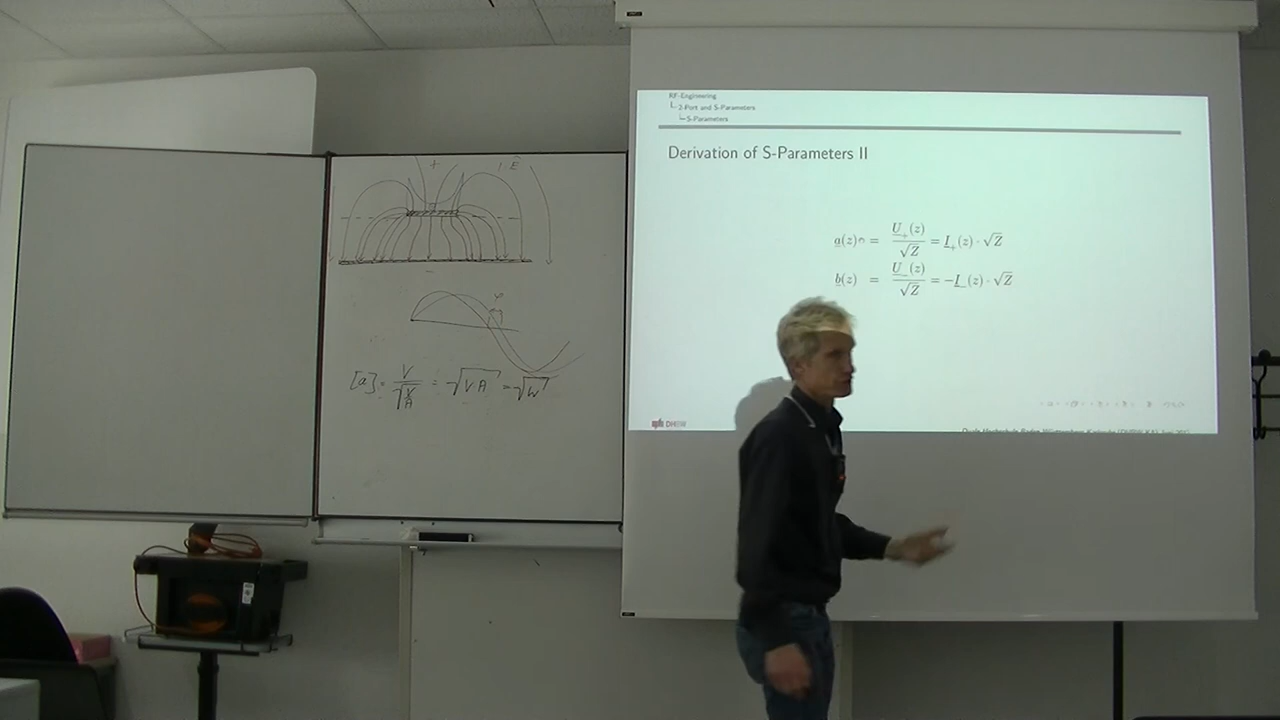 + | E
φ
[a] = V/√(V/A) = √VA = √W
-
RF-Engineering
2-Port and S-Parameters
S-Parameters
Derivation of S-Parameters II
a(z) = U₊(z)/√Z = I₊(z) · √Z
b(z) = U₋(z)/√Z = -I₋(z) · √Z
DHBW